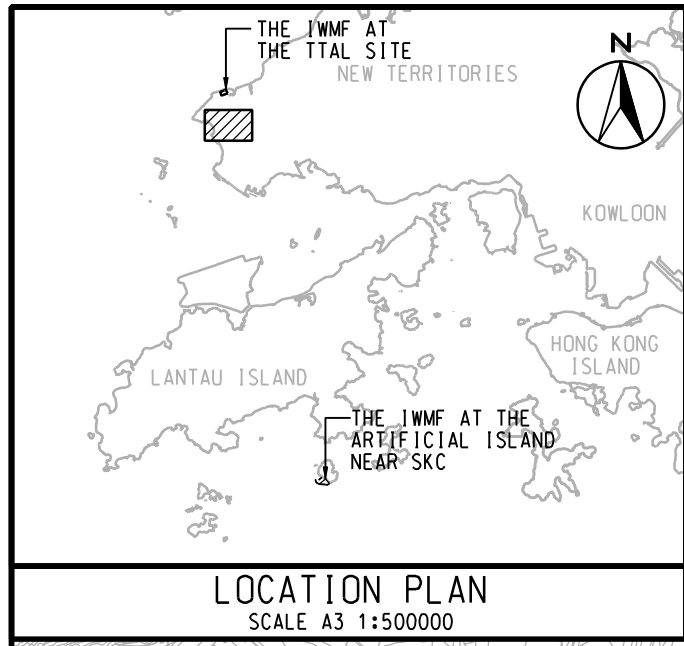 THE IWMF AT
THE TTAL SITE
NEW TERRITORIES
N
KOWLOON
HONG KONG
ISLAND
LANTAU ISLAND
THE IWMF AT THE
ARTIFICIAL ISLAND
NEAR SKC
LOCATION PLAN
SCALE A3 1:500000